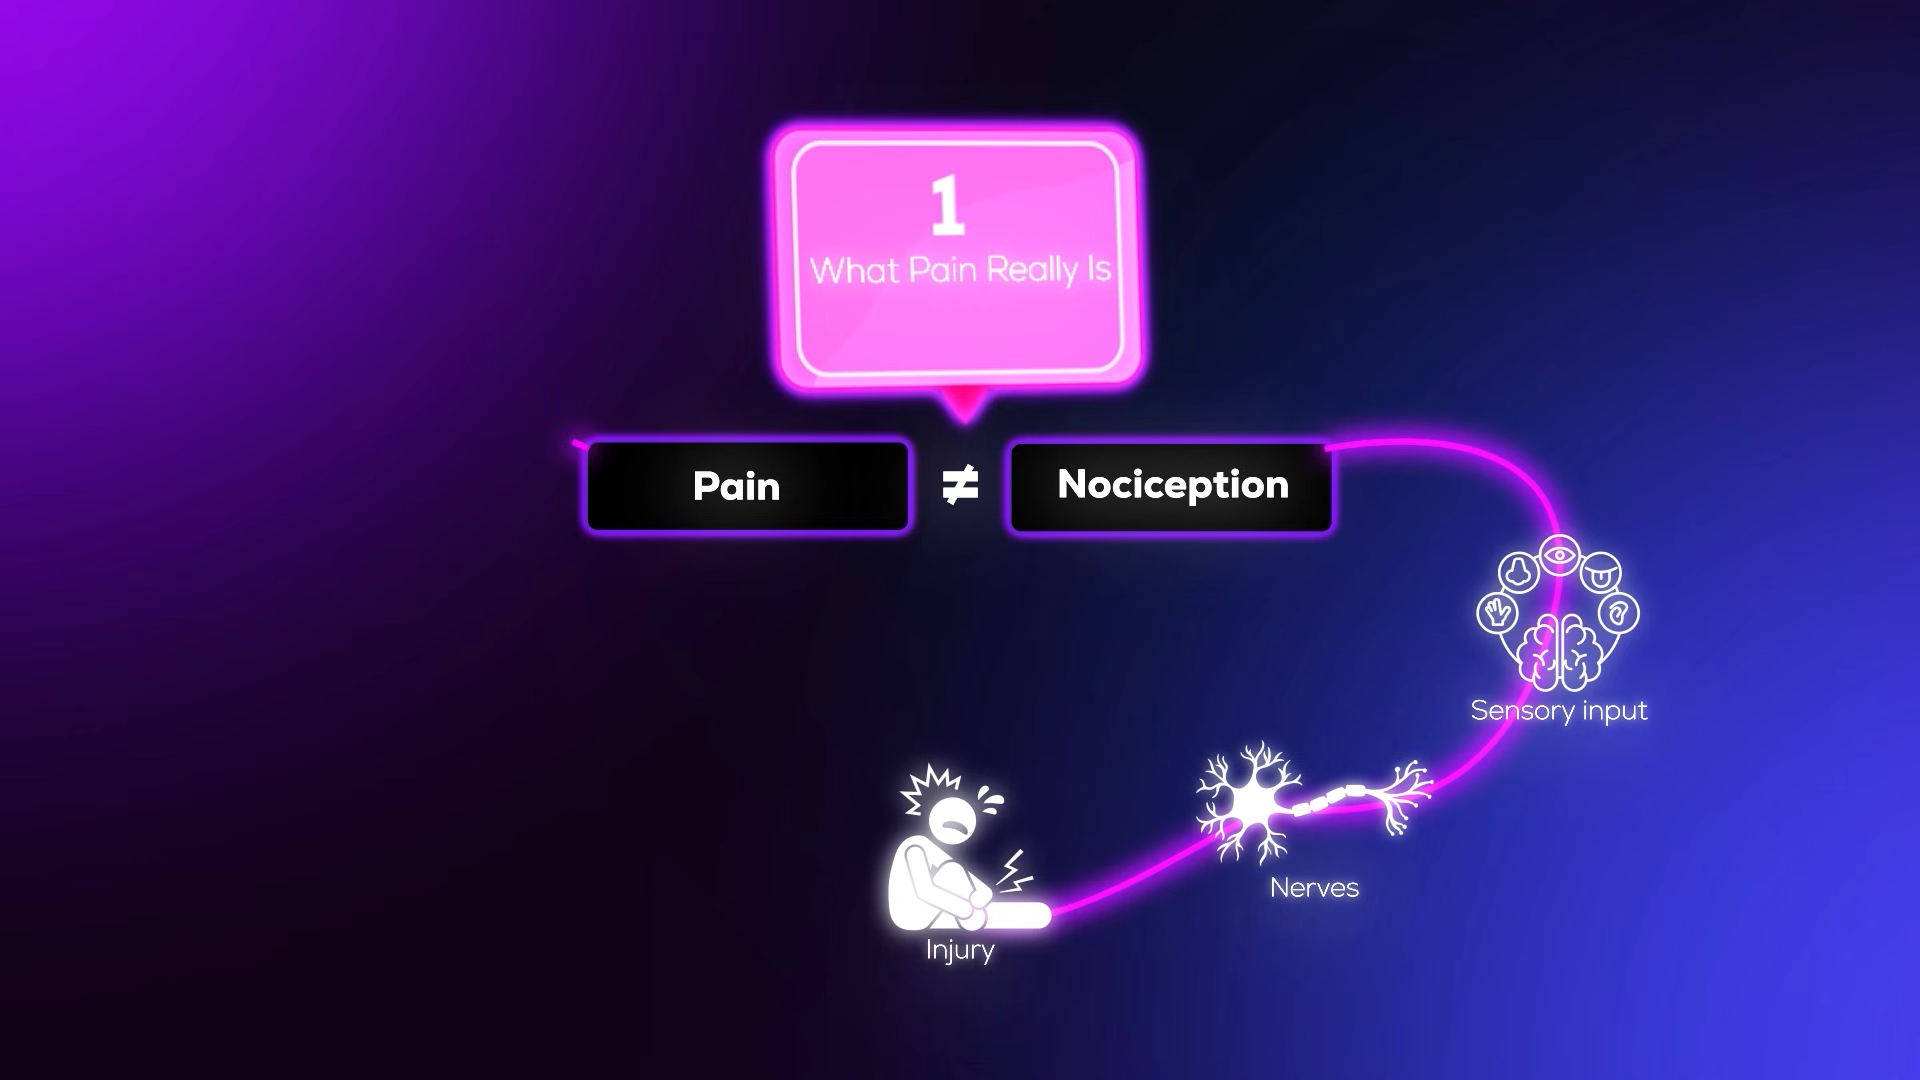 1
What Pain Really Is
Pain ≠ Nociception
Sensory input
Nerves
Injury